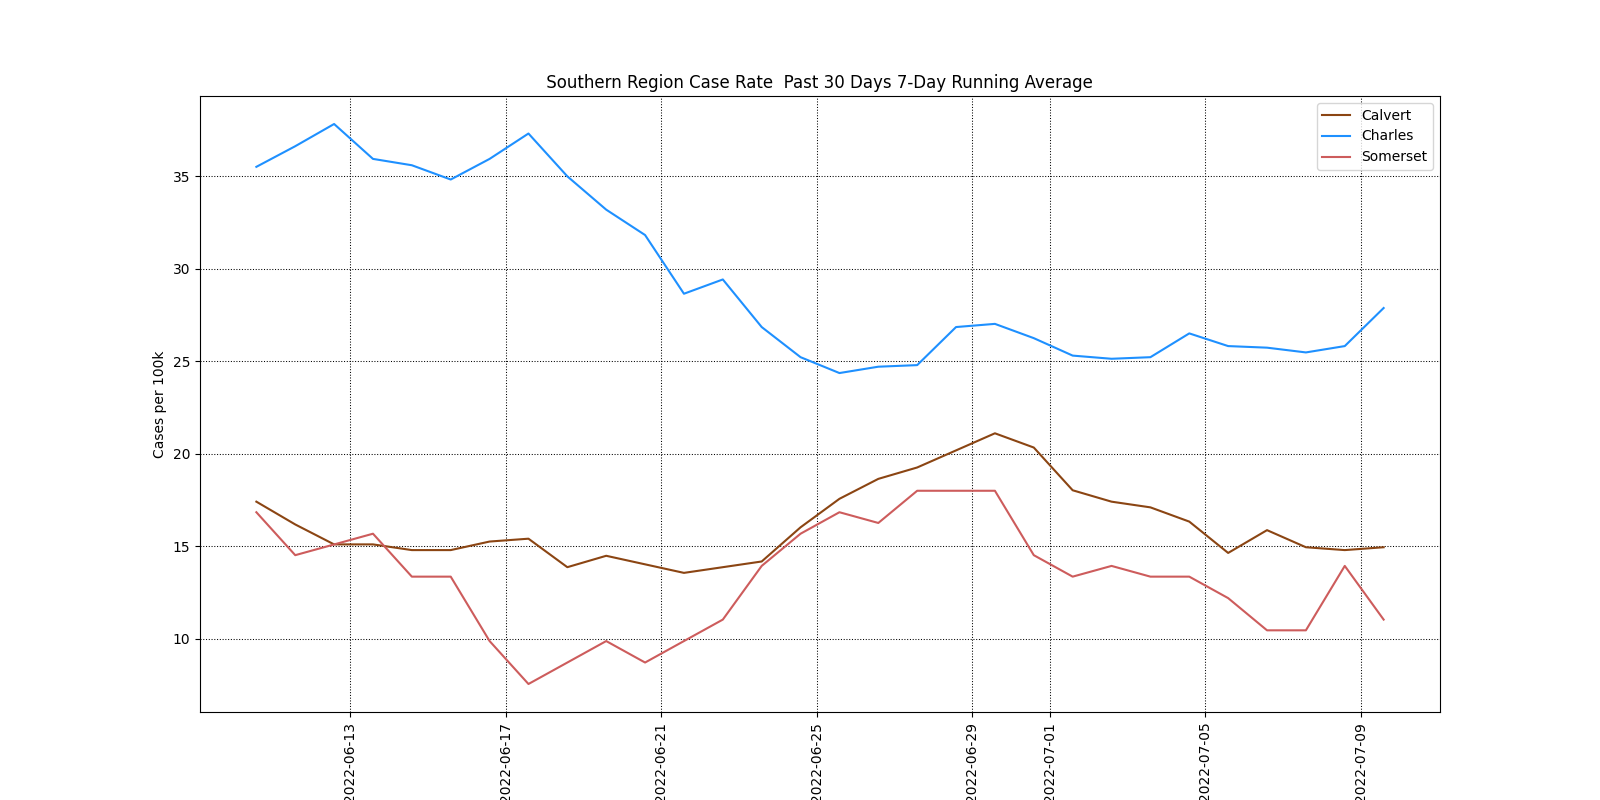 Southern Region Case Rate  Past 30 Days 7-Day Running Average
Calvert
Charles
Somerset
Cases per 100k
35
30
25
20
15
10
2022-06-13
2022-06-17
2022-06-21
2022-06-25
2022-06-29
2022-07-01
2022-07-05
2022-07-09